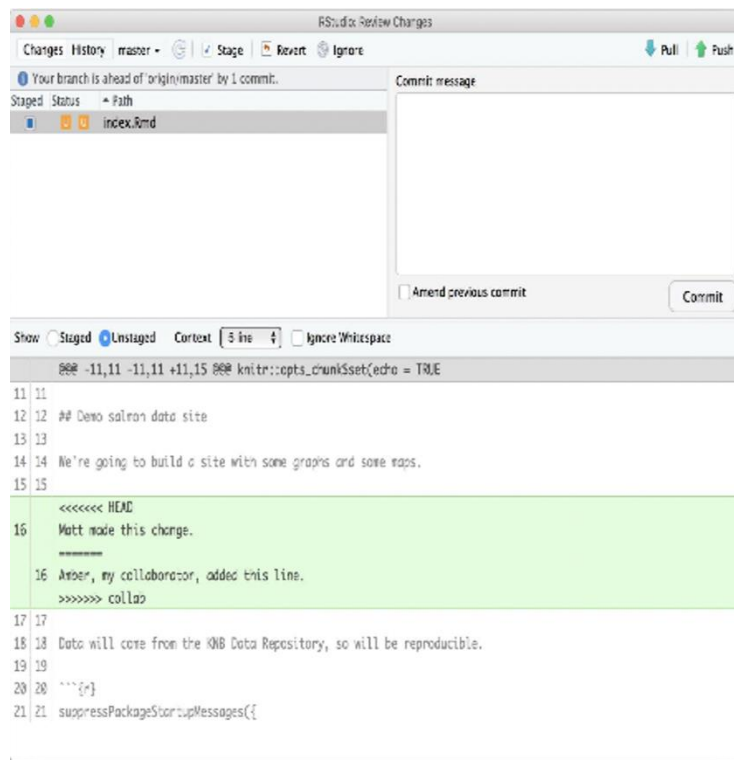 RStudio: Review Changes
Changes History master Stage Revert Ignore Pull Push
Your branch is ahead of 'origin/master' by 1 commit.
Commit message
Staged Status Path
U U index.Rmd
Amend previous commit
Commit
Show Staged Unstaged Context 5 line Ignore Whitespace
@@@ -11,11 -11,11 +11,15 @@@ knitr::opts_chunk$set(echo = TRUE
11 11
12 12 ## Demo salmon data site
13 13
14 14 We're going to build a site with some graphs and some maps.
15 15
<<<<<<< HEAD
16 Matt made this change.
=======
16 Amber, my collaborator, added this line.
>>>>>>> collab
17 17
18 18 Data will come from the KNB Data Repository, so will be reproducible.
19 19
20 20 ```{r}
21 21 suppressPackageStartupMessages({